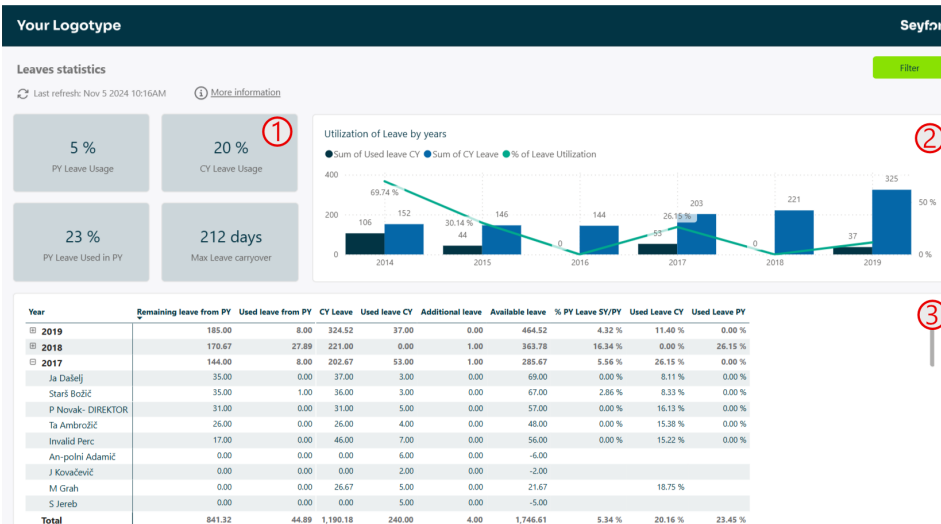 Your Logotype
Leaves statistics
Filter
Last refresh: Nov 5 2024 10:16AM
More information
5 %
PY Leave Usage
20 %
CY Leave Usage
1
23 %
PY Leave Used in PY
212 days
Max Leave carryover
Utilization of Leave by years
2
Sum of Used leave CY Sum of CY Leave % of Leave Utilization
400
200
0
50 %
0 %
69.74 %
106
152
30.14 %
44
146
0
144
26.15 %
53
203
0
221
37
325
2014 2015 2016 2017 2018 2019
3
Year Remaining leave from PY Used leave from PY CY Leave Used leave CY Additional leave Available leave % PY Leave SY/PY Used Leave CY Used Leave PY
2019 185.00 8.00 324.52 37.00 0.00 464.52 4.32 % 11.40 % 0.00 %
2018 170.67 27.89 221.00 0.00 1.00 363.78 16.34 % 0.00 % 26.15 %
2017 144.00 8.00 202.67 53.00 1.00 285.67 5.56 % 26.15 % 0.00 %
Ja Dašelj 35.00 0.00 37.00 3.00 0.00 69.00 0.00 % 8.11 % 0.00 %
Starš Božič 35.00 1.00 36.00 3.00 0.00 67.00 2.86 % 8.33 % 0.00 %
P Novak- DIREKTOR 31.00 0.00 31.00 5.00 0.00 57.00 0.00 % 16.13 % 0.00 %
Ta Ambrožič 26.00 0.00 26.00 4.00 0.00 48.00 0.00 % 15.38 % 0.00 %
Invalid Perc 17.00 0.00 46.00 7.00 0.00 56.00 0.00 % 15.22 % 0.00 %
An-polni Adamič 0.00 0.00 0.00 6.00 0.00 -6.00
J Kovačevič 0.00 0.00 0.00 2.00 0.00 -2.00
M Grah 0.00 0.00 26.67 5.00 0.00 21.67 18.75 %
S Jereb 0.00 0.00 0.00 5.00 0.00 -5.00
Total 841.32 44.89 1,190.18 240.00 4.00 1,746.61 5.34 % 20.16 % 23.45 %